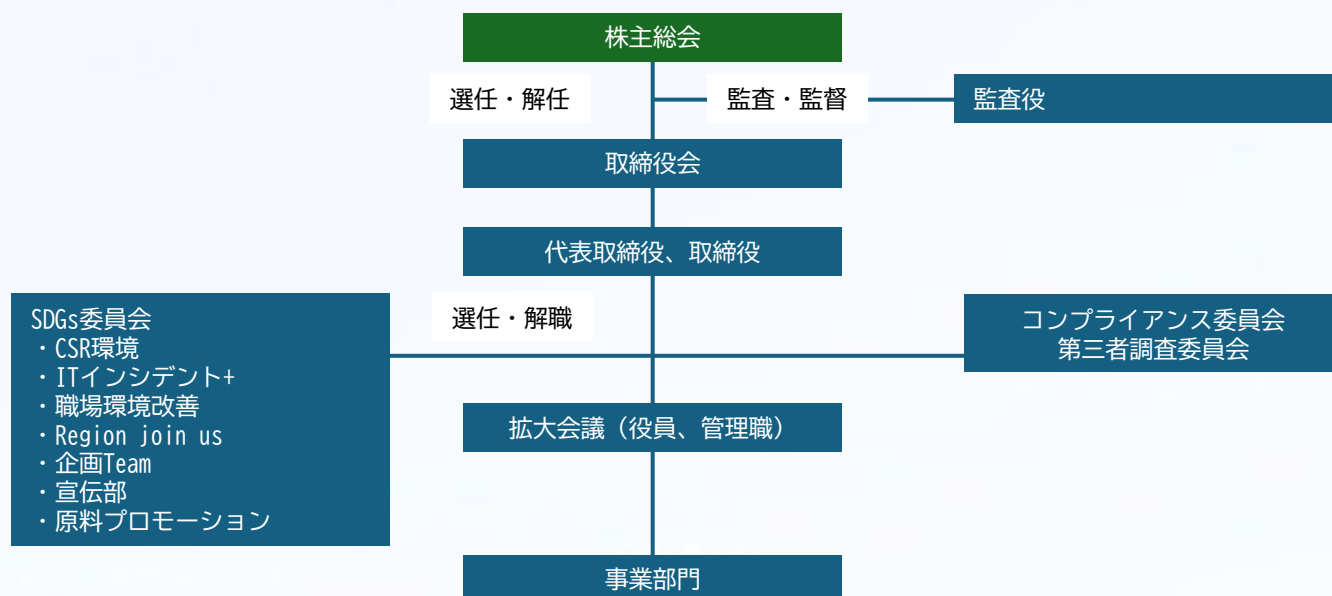 株主総会
選任・解任
監査・監督
監査役
取締役会
代表取締役、取締役
選任・解職
SDGs委員会
・CSR環境
・ITインシデント+
・職場環境改善
・Region join us
・企画Team
・宣伝部
・原料プロモーション
コンプライアンス委員会
第三者調査委員会
拡大会議（役員、管理職）
事業部門